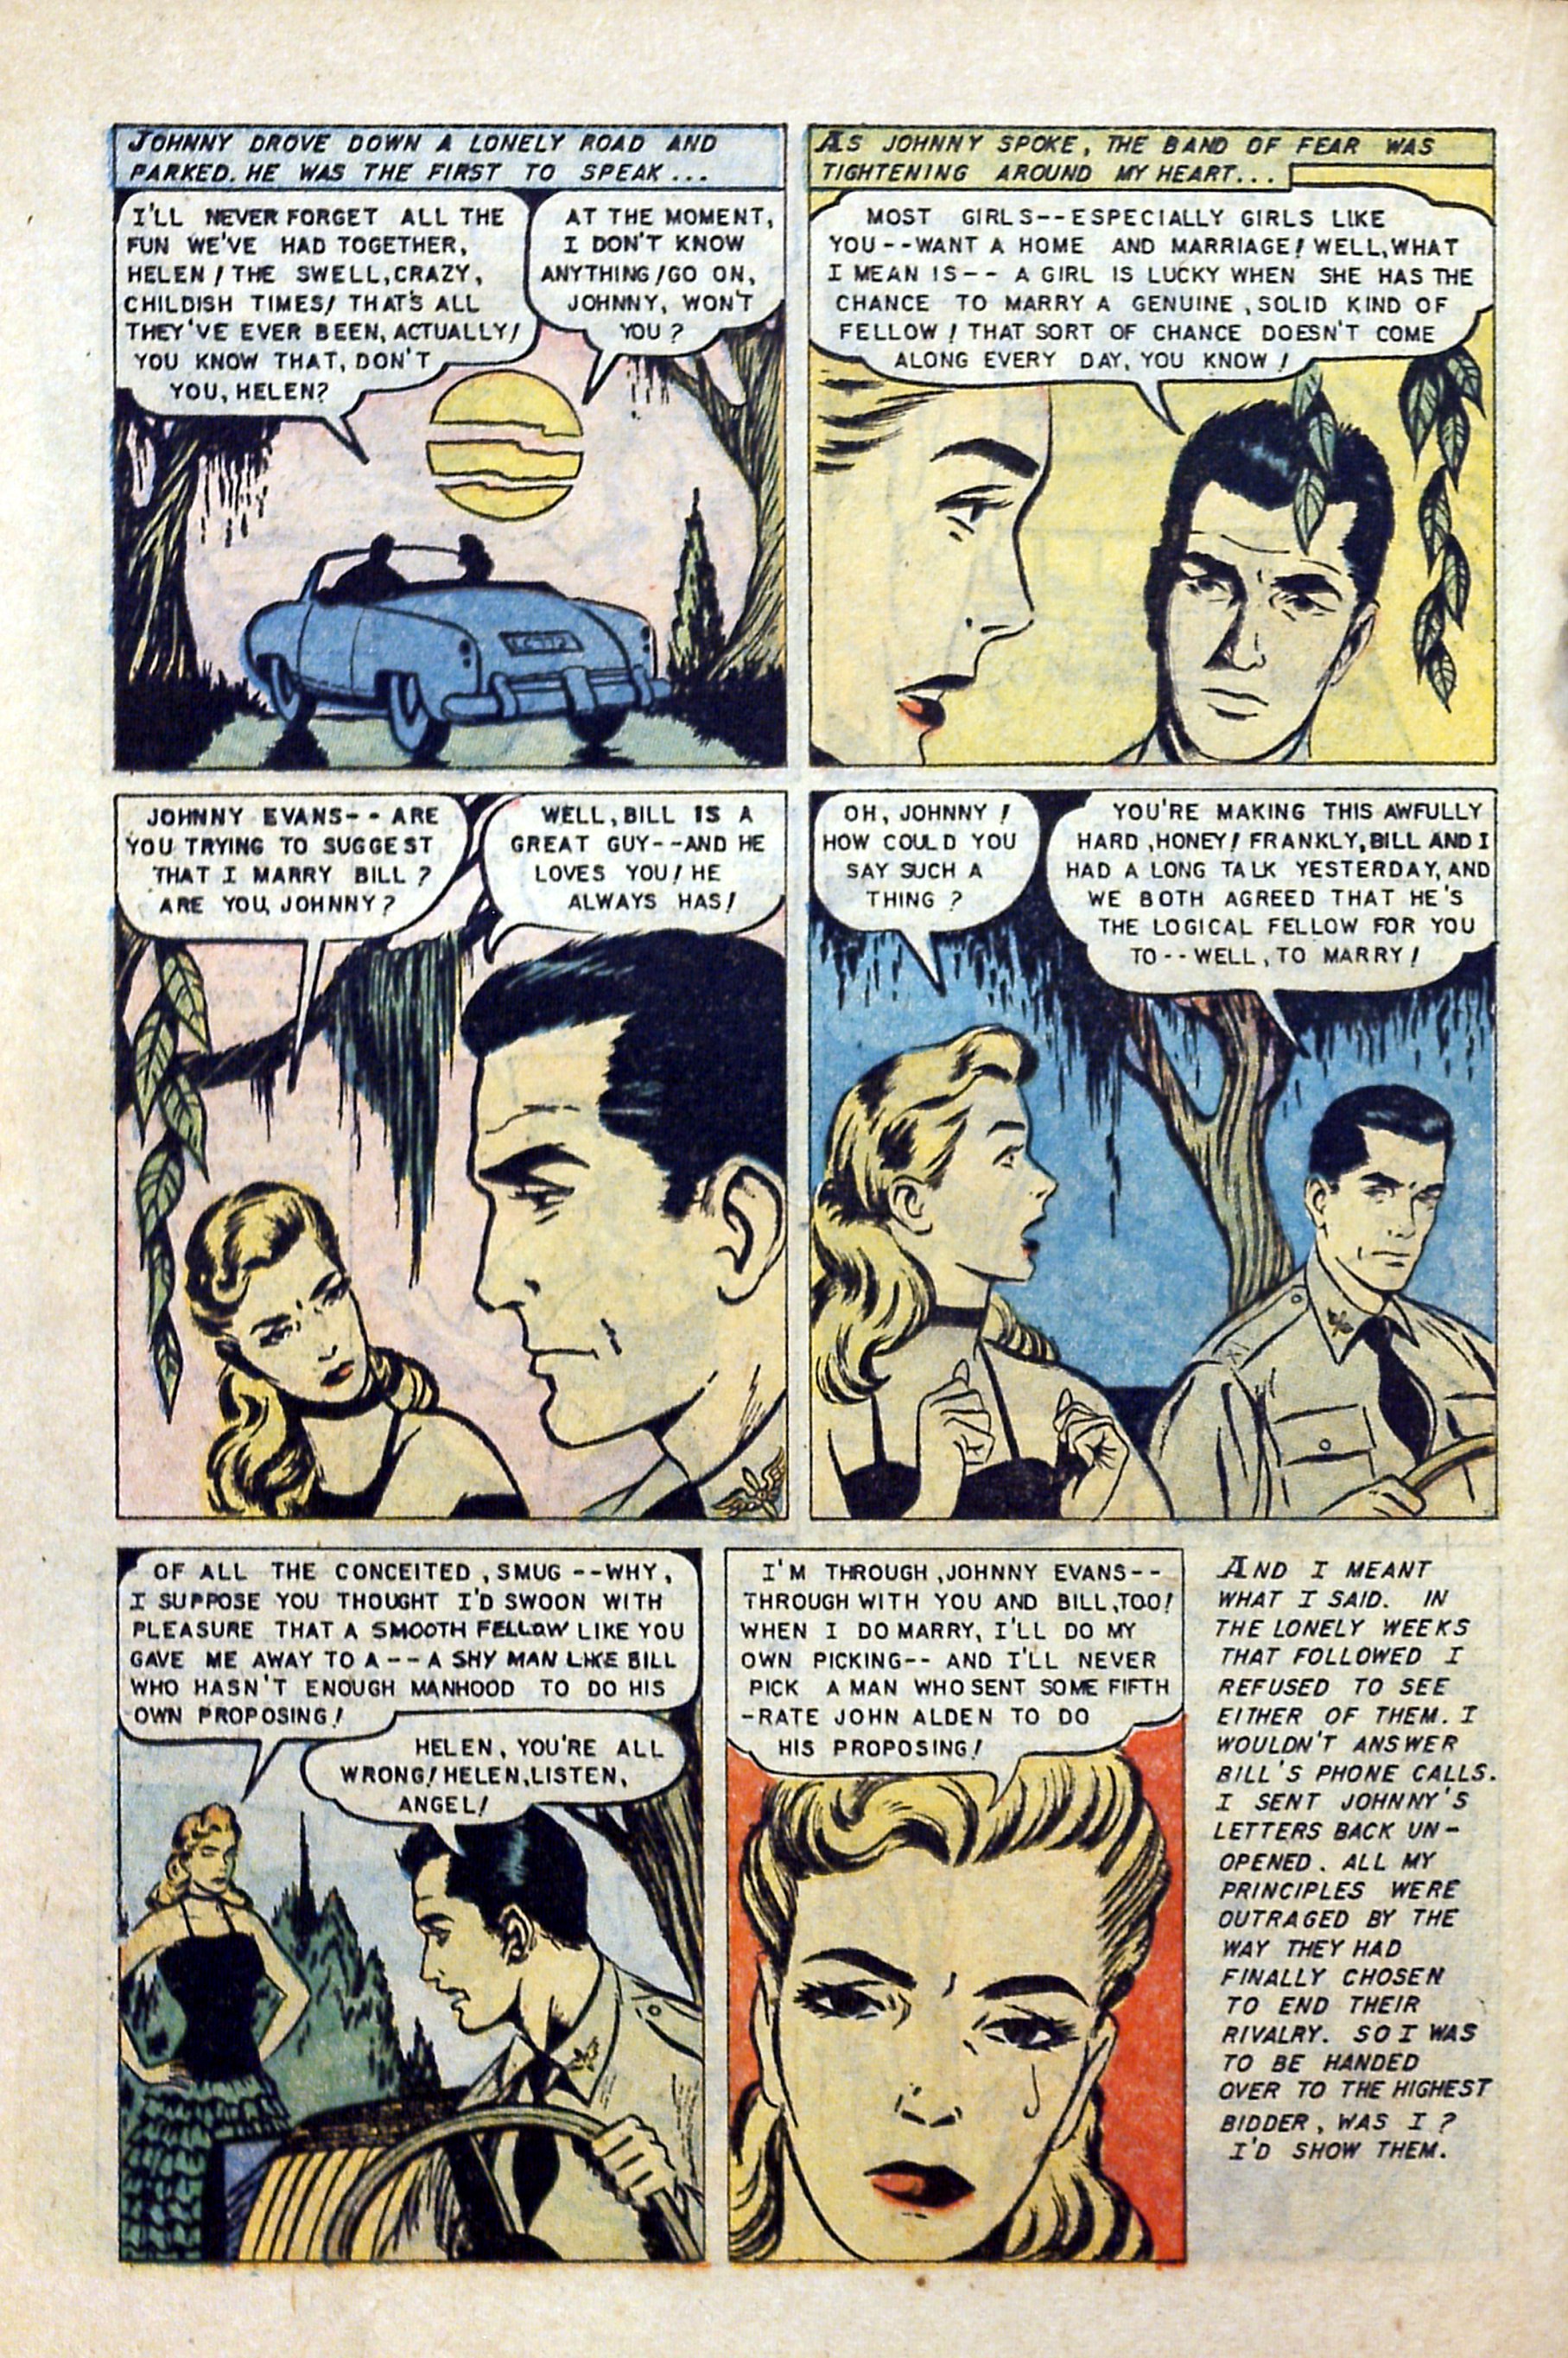 JOHNNY DROVE DOWN A LONELY ROAD AND
PARKED. HE WAS THE FIRST TO SPEAK...
I'LL NEVER FORGET ALL THE
FUN WE'VE HAD TOGETHER,
HELEN! THE SWELL, CRAZY,
CHILDISH TIMES! THAT'S ALL
THEY'VE EVER BEEN, ACTUALLY!
YOU KNOW THAT, DON'T
YOU, HELEN?
AT THE MOMENT,
I DON'T KNOW
ANYTHING! GO ON,
JOHNNY, WON'T
YOU?
AS JOHNNY SPOKE, THE BAND OF FEAR WAS
TIGHTENING AROUND MY HEART...
MOST GIRLS--ESPECIALLY GIRLS LIKE
YOU--WANT A HOME AND MARRIAGE! WELL, WHAT
I MEAN IS-- A GIRL IS LUCKY WHEN SHE HAS THE
CHANCE TO MARRY A GENUINE, SOLID KIND OF
FELLOW! THAT SORT OF CHANCE DOESN'T COME
ALONG EVERY DAY, YOU KNOW!
JOHNNY EVANS-- ARE
YOU TRYING TO SUGGEST
THAT I MARRY BILL?
ARE YOU, JOHNNY?
WELL, BILL IS A
GREAT GUY--AND HE
LOVES YOU! HE
ALWAYS HAS!
OH, JOHNNY!
HOW COULD YOU
SAY SUCH A
THING?
YOU'RE MAKING THIS AWFULLY
HARD, HONEY! FRANKLY, BILL AND I
HAD A LONG TALK YESTERDAY, AND
WE BOTH AGREED THAT HE'S
THE LOGICAL FELLOW FOR YOU
TO--WELL, TO MARRY!
OF ALL THE CONCEITED, SMUG --WHY,
I SUPPOSE YOU THOUGHT I'D SWOON WITH
PLEASURE THAT A SMOOTH FELLOW LIKE YOU
GAVE ME AWAY TO A--A SHY MAN LIKE BILL
WHO HASN'T ENOUGH MANHOOD TO DO HIS
OWN PROPOSING!
HELEN, YOU'RE ALL
WRONG! HELEN, LISTEN,
ANGEL!
I'M THROUGH, JOHNNY EVANS--
THROUGH WITH YOU AND BILL, TOO!
WHEN I DO MARRY, I'LL DO MY
OWN PICKING-- AND I'LL NEVER
PICK A MAN WHO SENT SOME FIFTH
-RATE JOHN ALDEN TO DO
HIS PROPOSING!
AND I MEANT
WHAT I SAID. IN
THE LONELY WEEKS
THAT FOLLOWED I
REFUSED TO SEE
EITHER OF THEM. I
WOULDN'T ANSWER
BILL'S PHONE CALLS.
I SENT JOHNNY'S
LETTERS BACK UN-
OPENED. ALL MY
PRINCIPLES WERE
OUTRAGED BY THE
WAY THEY HAD
FINALLY CHOSEN
TO END THEIR
RIVALRY. SO I WAS
TO BE HANDED
OVER TO THE HIGHEST
BIDDER, WAS I?
I'D SHOW THEM.